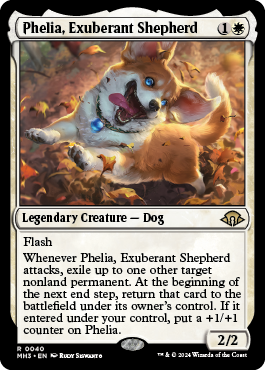 Phelia, Exuberant Shepherd 1
Legendary Creature — Dog
Flash
Whenever Phelia, Exuberant Shepherd
attacks, exile up to one other target
nonland permanent. At the beginning of
the next end step, return that card to the
battlefield under its owner's control. If it
entered under your control, put a +1/+1
counter on Phelia.
2/2
R 0040
MH3 • EN Rudy Siswanto
™ & © 2024 Wizards of the Coast